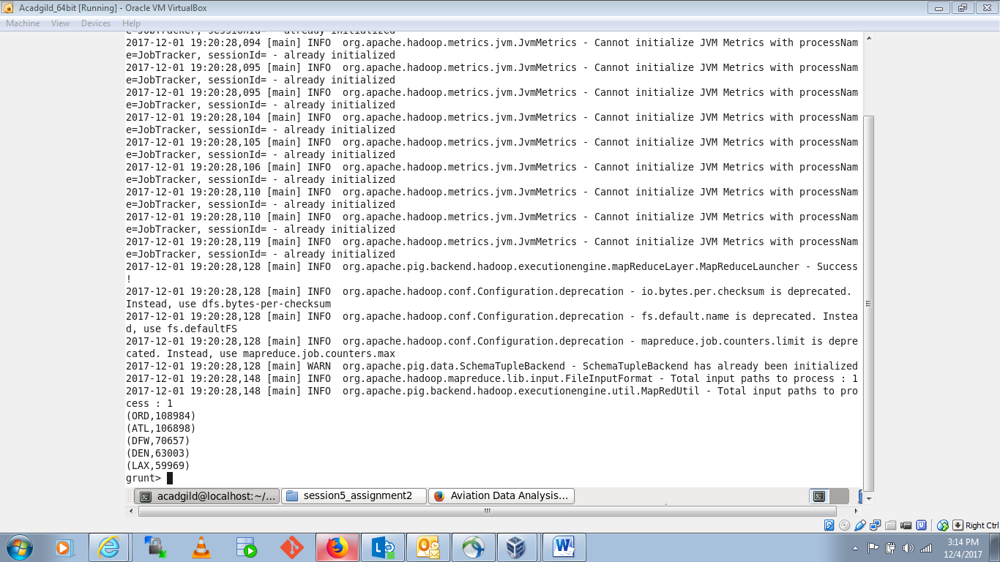 Acadgild_64bit [Running] - Oracle VM VirtualBox
Machine View Devices Help
e=JobTracker, sessionId= - already initialized
2017-12-01 19:20:28,094 [main] INFO  org.apache.hadoop.metrics.jvm.JvmMetrics - Cannot initialize JVM Metrics with processNam
e=JobTracker, sessionId= - already initialized
2017-12-01 19:20:28,095 [main] INFO  org.apache.hadoop.metrics.jvm.JvmMetrics - Cannot initialize JVM Metrics with processNam
e=JobTracker, sessionId= - already initialized
2017-12-01 19:20:28,095 [main] INFO  org.apache.hadoop.metrics.jvm.JvmMetrics - Cannot initialize JVM Metrics with processNam
e=JobTracker, sessionId= - already initialized
2017-12-01 19:20:28,104 [main] INFO  org.apache.hadoop.metrics.jvm.JvmMetrics - Cannot initialize JVM Metrics with processNam
e=JobTracker, sessionId= - already initialized
2017-12-01 19:20:28,105 [main] INFO  org.apache.hadoop.metrics.jvm.JvmMetrics - Cannot initialize JVM Metrics with processNam
e=JobTracker, sessionId= - already initialized
2017-12-01 19:20:28,106 [main] INFO  org.apache.hadoop.metrics.jvm.JvmMetrics - Cannot initialize JVM Metrics with processNam
e=JobTracker, sessionId= - already initialized
2017-12-01 19:20:28,110 [main] INFO  org.apache.hadoop.metrics.jvm.JvmMetrics - Cannot initialize JVM Metrics with processNam
e=JobTracker, sessionId= - already initialized
2017-12-01 19:20:28,110 [main] INFO  org.apache.hadoop.metrics.jvm.JvmMetrics - Cannot initialize JVM Metrics with processNam
e=JobTracker, sessionId= - already initialized
2017-12-01 19:20:28,119 [main] INFO  org.apache.hadoop.metrics.jvm.JvmMetrics - Cannot initialize JVM Metrics with processNam
e=JobTracker, sessionId= - already initialized
2017-12-01 19:20:28,128 [main] INFO  org.apache.pig.backend.hadoop.executionengine.mapReduceLayer.MapReduceLauncher - Success
!
2017-12-01 19:20:28,128 [main] INFO  org.apache.hadoop.conf.Configuration.deprecation - io.bytes.per.checksum is deprecated.
Instead, use dfs.bytes-per-checksum
2017-12-01 19:20:28,128 [main] INFO  org.apache.hadoop.conf.Configuration.deprecation - fs.default.name is deprecated. Instea
d, use fs.defaultFS
2017-12-01 19:20:28,128 [main] INFO  org.apache.hadoop.conf.Configuration.deprecation - mapreduce.job.counters.limit is depre
cated. Instead, use mapreduce.job.counters.max
2017-12-01 19:20:28,128 [main] WARN  org.apache.pig.data.SchemaTupleBackend - SchemaTupleBackend has already been initialized
2017-12-01 19:20:28,148 [main] INFO  org.apache.hadoop.mapreduce.lib.input.FileInputFormat - Total input paths to process : 1
2017-12-01 19:20:28,148 [main] INFO  org.apache.pig.backend.hadoop.executionengine.util.MapRedUtil - Total input paths to pro
cess : 1
(ORD,108984)
(ATL,106898)
(DFW,70657)
(DEN,63003)
(LAX,59969)
grunt>
acadgild@localhost:~/... session5_assignment2 Aviation Data Analysis...
Right Ctrl
3:14 PM
12/4/2017